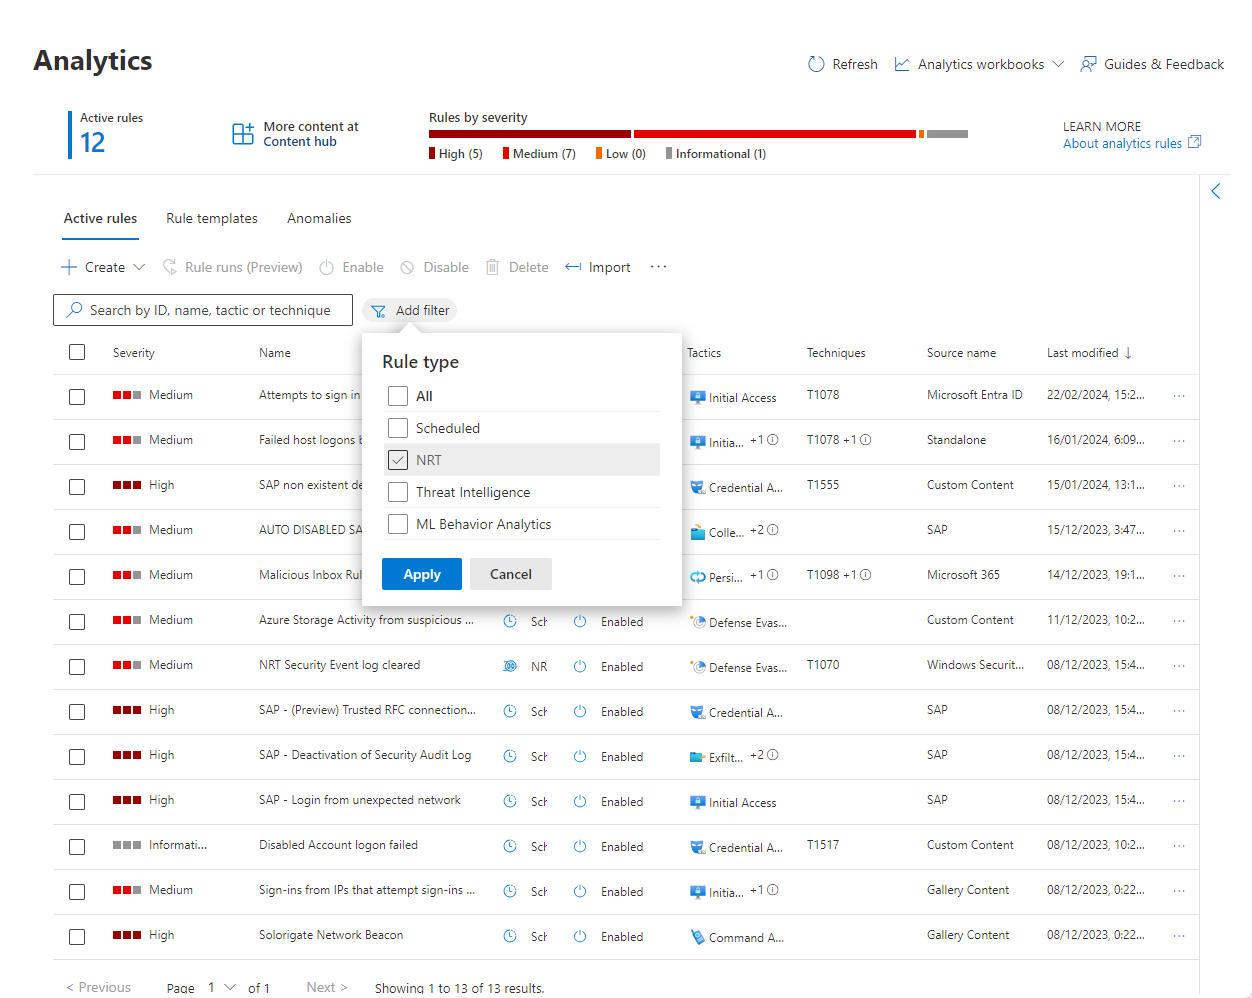 Analytics
Refresh Analytics workbooks Guides & Feedback
Active rules
12
More content at
Content hub
Rules by severity
High (5) Medium (7) Low (0) Informational (1)
LEARN MORE
About analytics rules
Active rules Rule templates Anomalies
Create Rule runs (Preview) Enable Disable Delete Import ...
Search by ID, name, tactic or technique Add filter
Rule type
All
Scheduled
NRT
Threat Intelligence
ML Behavior Analytics
Apply Cancel
Severity Name Tactics Techniques Source name Last modified ↓
Medium Attempts to sign in Initial Access T1078 Microsoft Entra ID 22/02/2024, 15:2... ...
Medium Failed host logons Initia... +1 T1078 +1 Standalone 16/01/2024, 6:09... ...
High SAP non existent de Credential A... T1555 Custom Content 15/01/2024, 13:1... ...
Medium AUTO DISABLED SA Colle... +2 SAP 15/12/2023, 3:47... ...
Medium Malicious Inbox Rul Persi... +1 T1098 +1 Microsoft 365 14/12/2023, 19:1... ...
Medium Azure Storage Activity from suspicious ... Sch Enabled Defense Evas... Custom Content 11/12/2023, 10:2... ...
Medium NRT Security Event log cleared NR Enabled Defense Evas... T1070 Windows Securit... 08/12/2023, 15:4... ...
High SAP - (Preview) Trusted RFC connection... Sch Enabled Credential A... SAP 08/12/2023, 15:4... ...
High SAP - Deactivation of Security Audit Log Sch Enabled Exfilt... +2 SAP 08/12/2023, 15:4... ...
High SAP - Login from unexpected network Sch Enabled Initial Access SAP 08/12/2023, 15:4... ...
Informati... Disabled Account logon failed Sch Enabled Credential A... T1517 Custom Content 08/12/2023, 10:2... ...
Medium Sign-ins from IPs that attempt sign-ins ... Sch Enabled Initia... +1 Gallery Content 08/12/2023, 0:22... ...
High Solorigate Network Beacon Sch Enabled Command A... Gallery Content 08/12/2023, 0:22... ...
< Previous Page 1 of 1 Next > Showing 1 to 13 of 13 results.